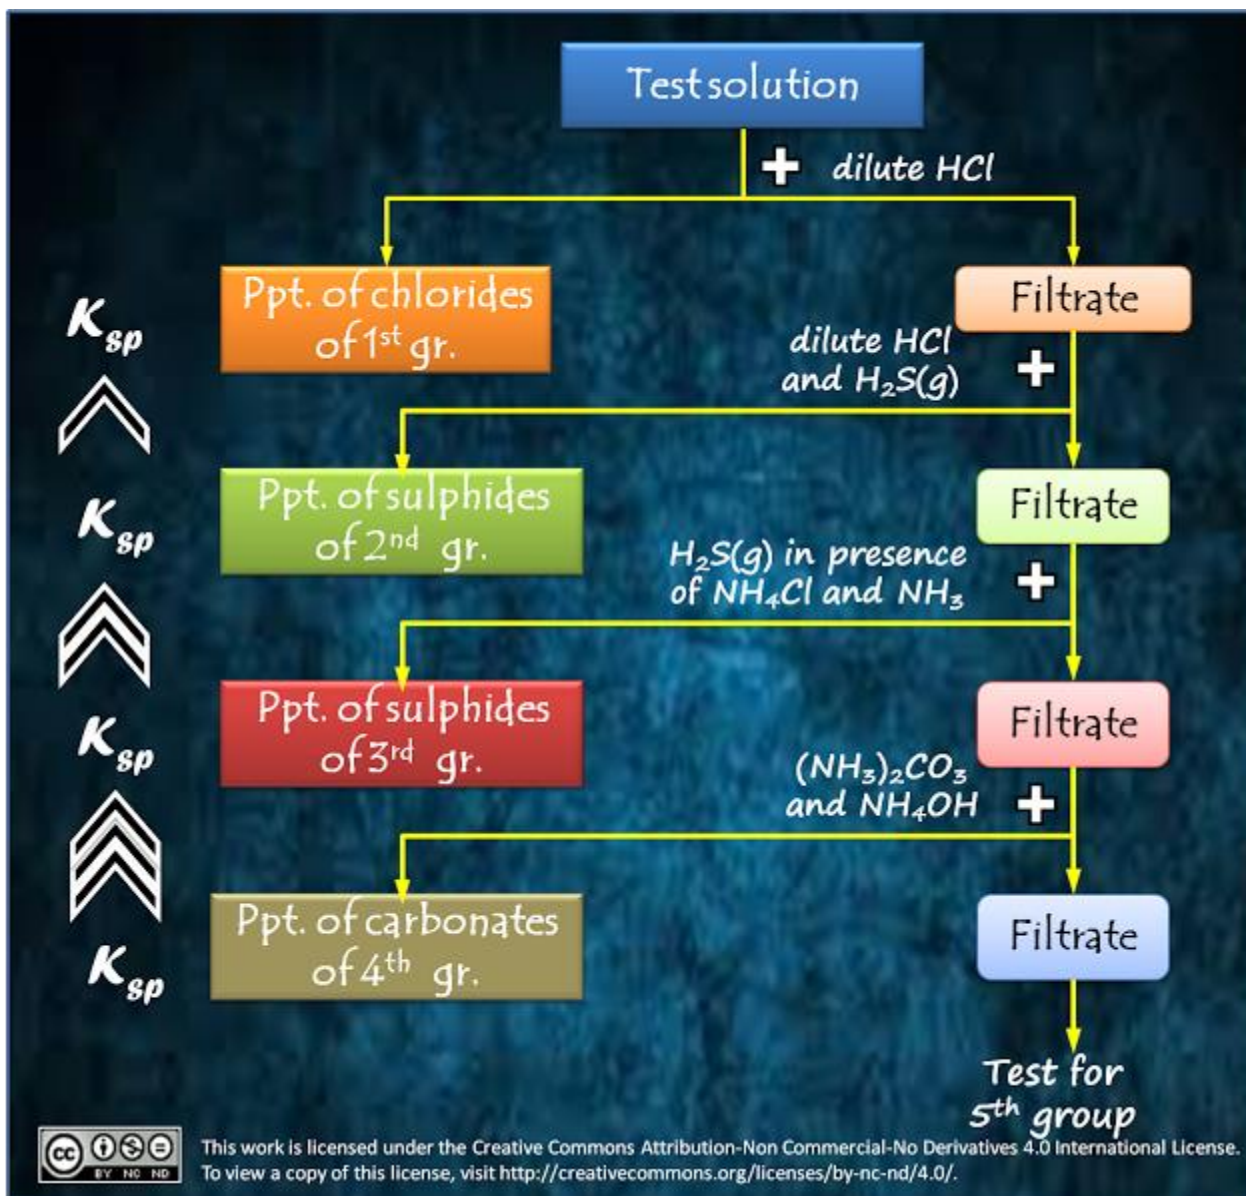 Test solution
+ dilute HCl
Ppt. of chlorides
of 1st gr.
Filtrate
Ksp
dilute HCl
and H₂S(g) +
Ppt. of sulphides
of 2nd gr.
Filtrate
Ksp
H₂S(g) in presence
of NH₄Cl and NH₃ +
Ppt. of sulphides
of 3rd gr.
Filtrate
Ksp
(NH₃)₂CO₃
and NH₄OH +
Ppt. of carbonates
of 4th gr.
Filtrate
Ksp
Test for
5th group
cc BY NC ND
This work is licensed under the Creative Commons Attribution-Non Commercial-No Derivatives 4.0 International License.
To view a copy of this license, visit http://creativecommons.org/licenses/by-nc-nd/4.0/.